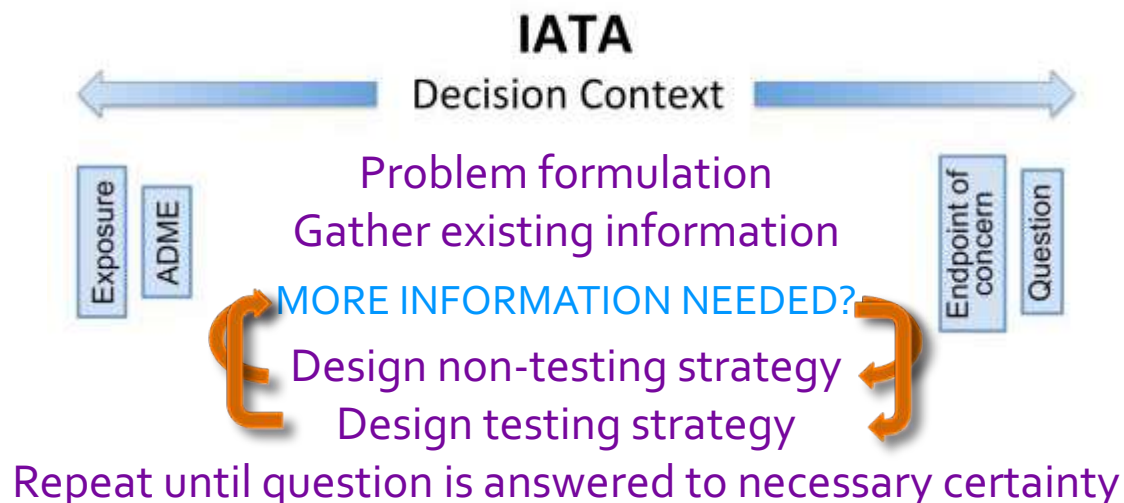 IATA
Decision Context
Exposure
ADME
Problem formulation
Gather existing information
MORE INFORMATION NEEDED?
Design non-testing strategy
Design testing strategy
Repeat until question is answered to necessary certainty
Endpoint of
concern
Question